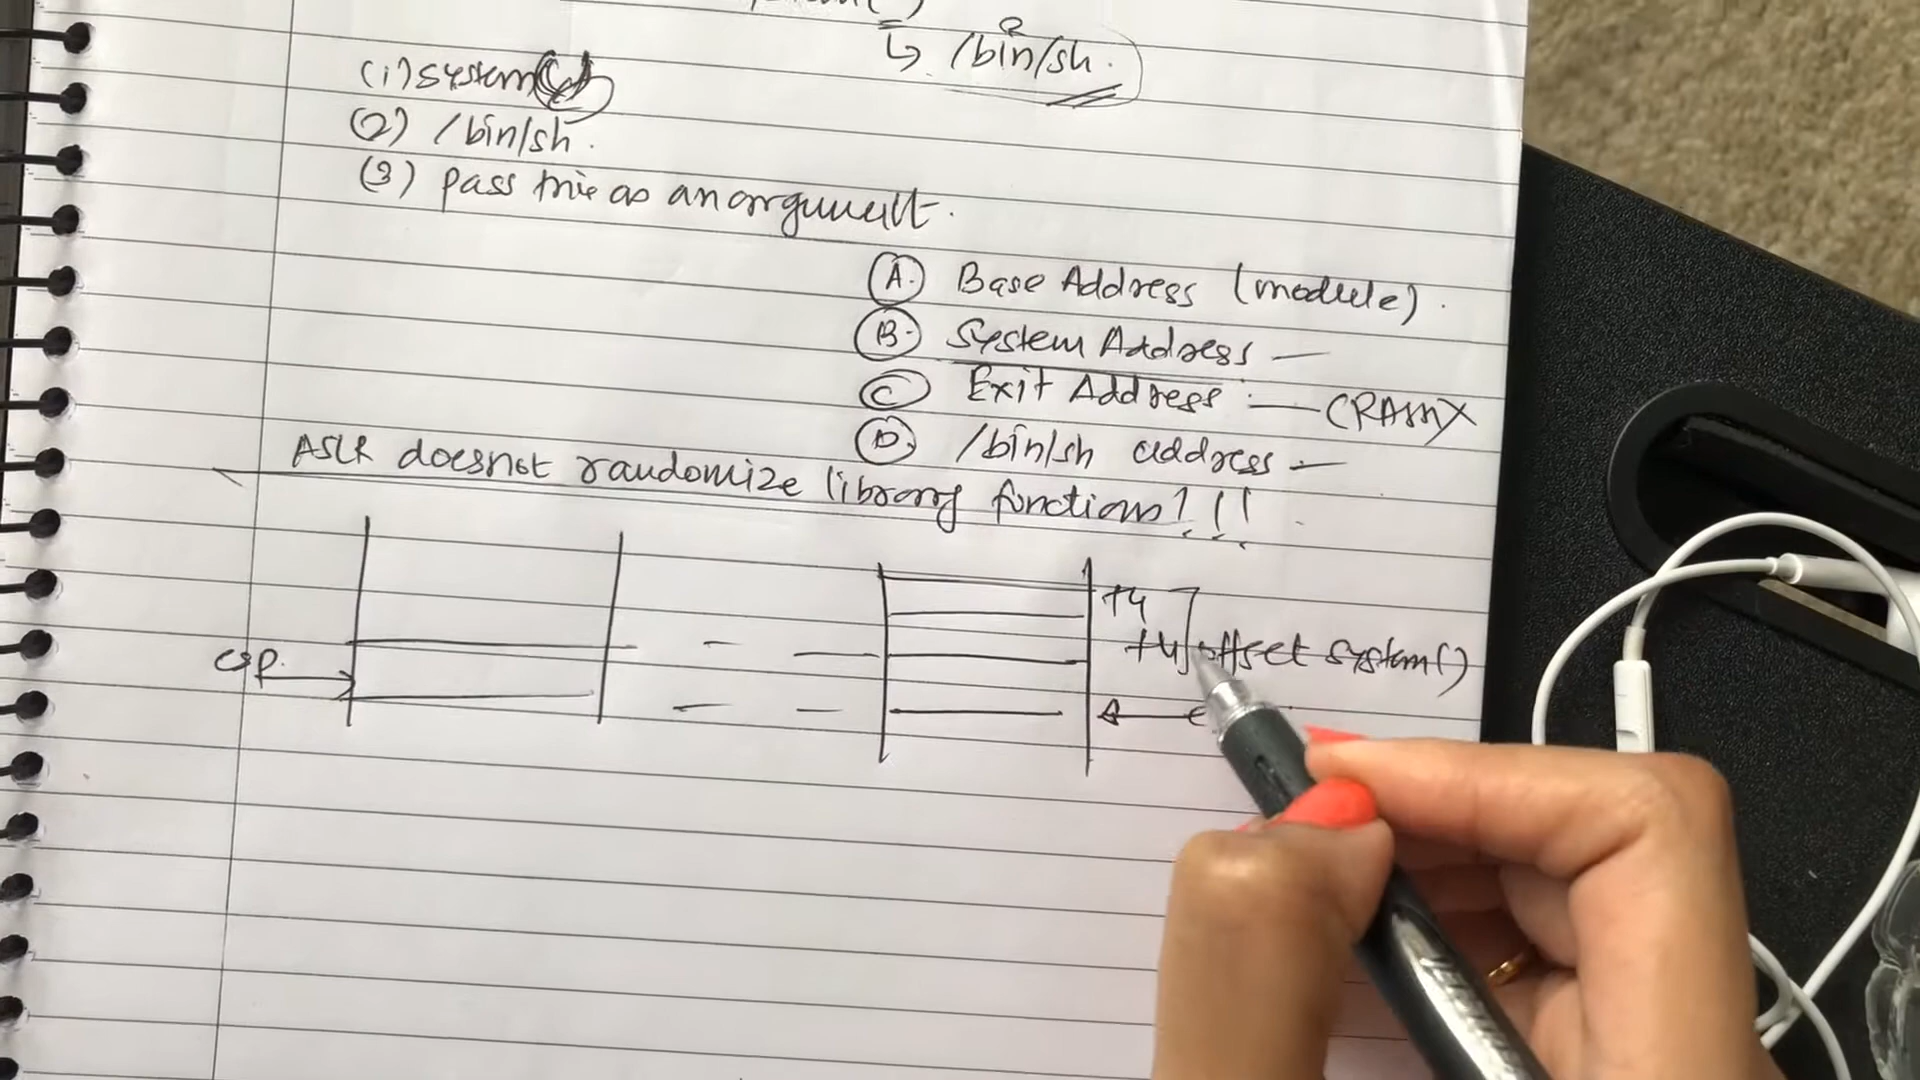 ↳ /bin/sh.
(1) system
(2) /bin/sh.
(3) pass this as an argument.
A. Base Address (module).
B. System Address —
C Exit Address — CRASH X
D. /bin/sh address —
ASLR doesnot randomize library functions!!!
+4
+4 offset system()
esp.